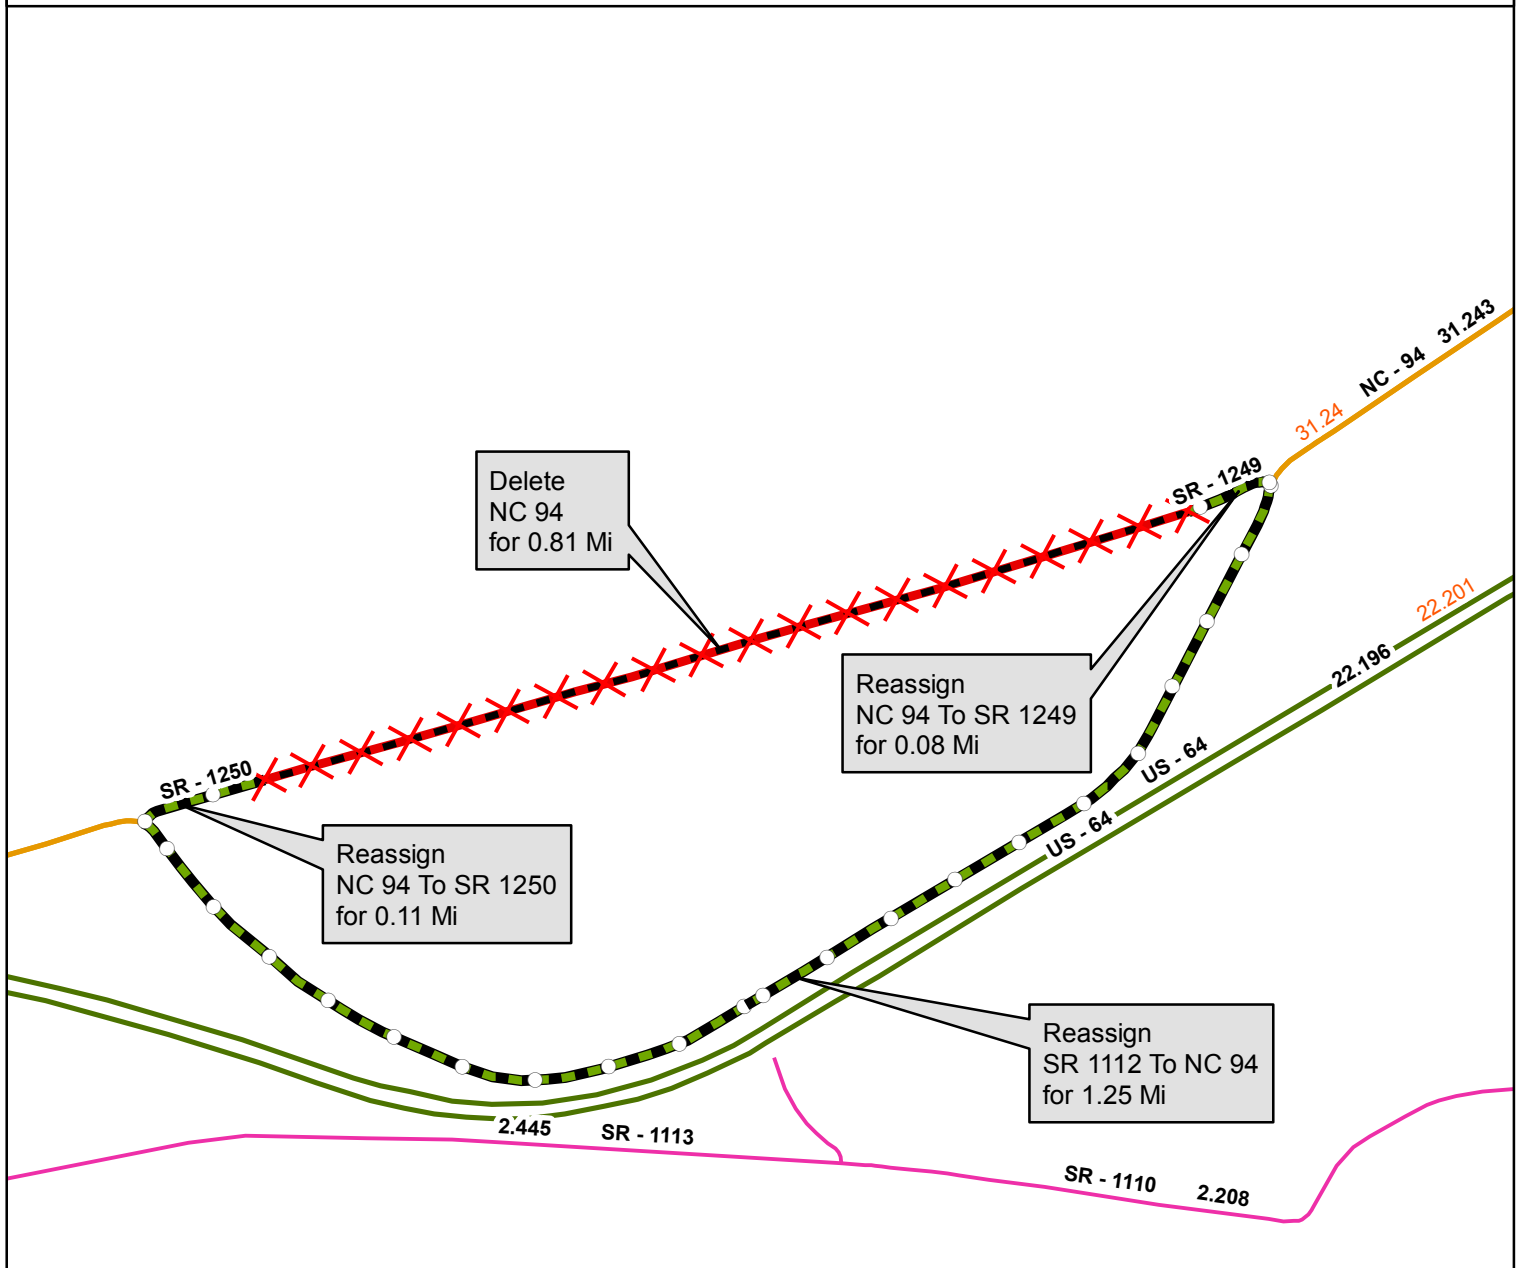 31.243
NC - 94
31.24
SR - 1249
Delete
NC 94
for 0.81 Mi
22.201
22.196
Reassign
NC 94 To SR 1249
for 0.08 Mi
US - 64
SR - 1250
US - 64
Reassign
NC 94 To SR 1250
for 0.11 Mi
Reassign
SR 1112 To NC 94
for 1.25 Mi
2.445
SR - 1113
SR - 1110
2.208